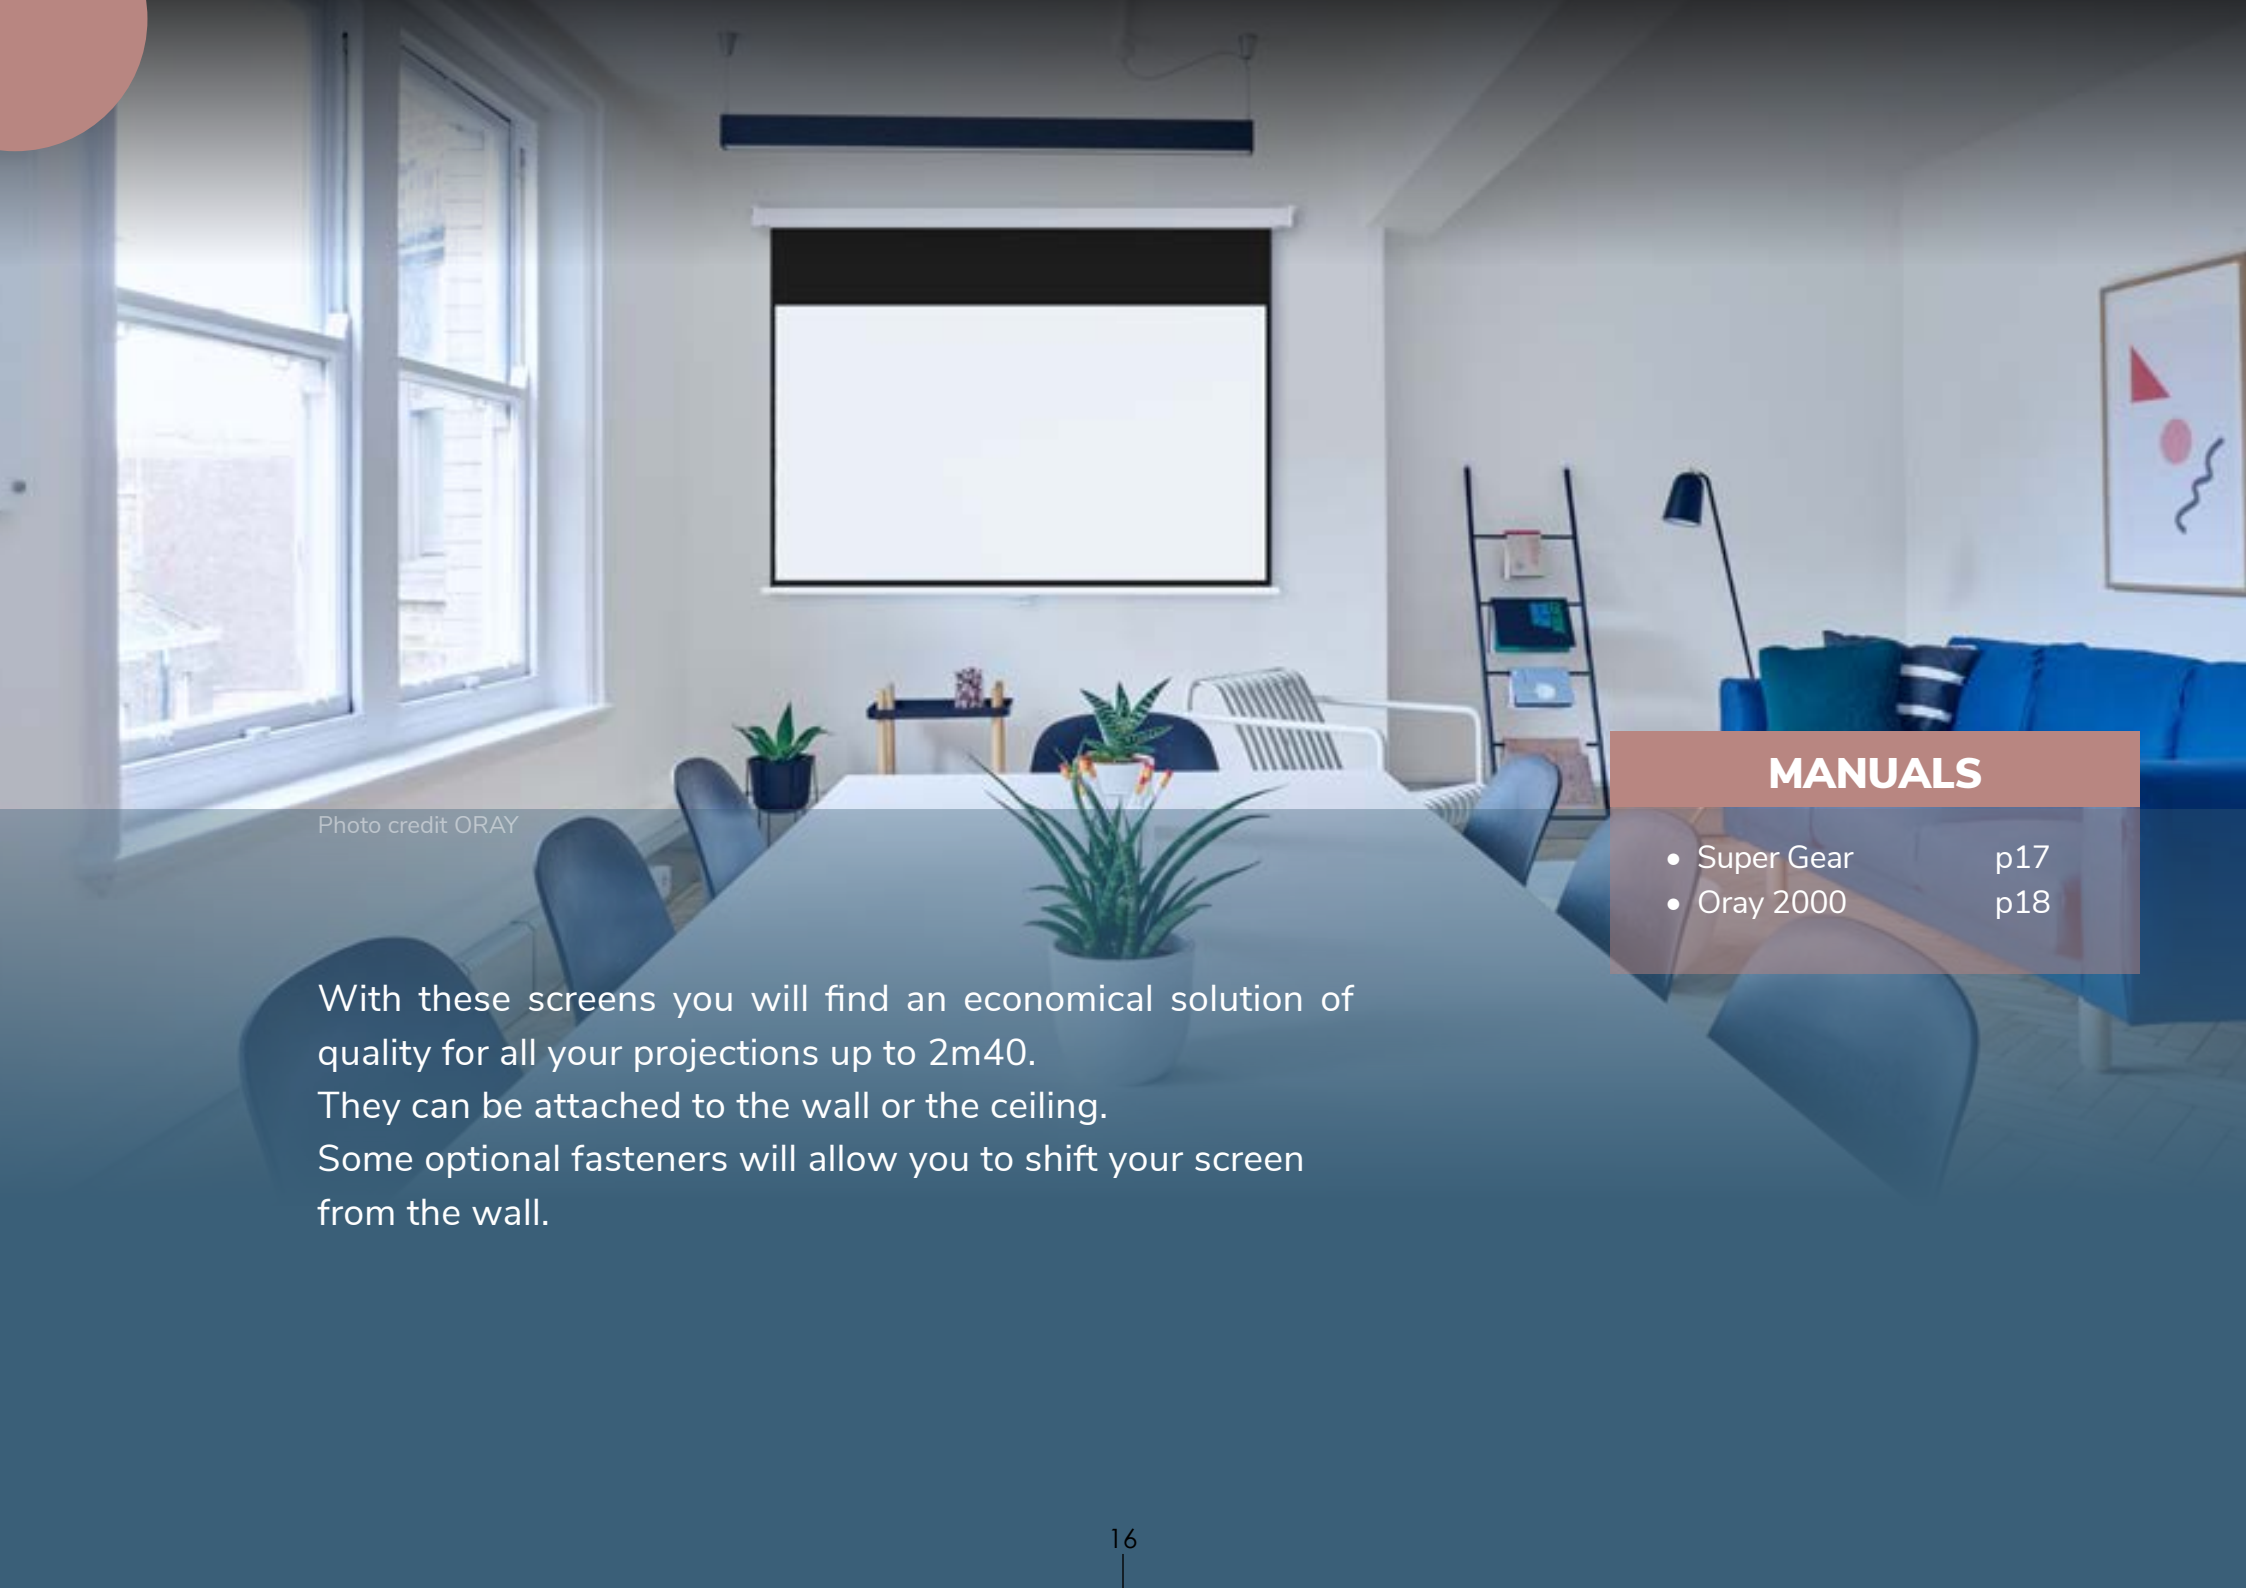 Photo credit ORAY
MANUALS
• Super Gear p17
• Oray 2000 p18
With these screens you will find an economical solution of
quality for all your projections up to 2m40.
They can be attached to the wall or the ceiling.
Some optional fasteners will allow you to shift your screen
from the wall.
16